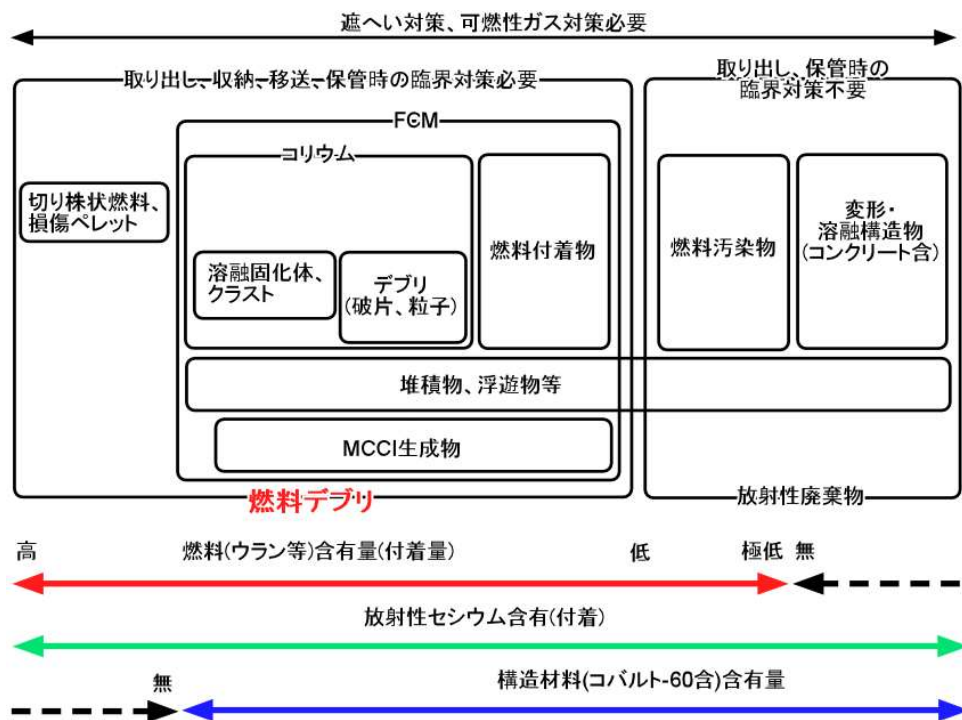 遮へい対策、可燃性ガス対策必要
取り出し、収納、移送、保管時の臨界対策必要
取り出し、保管時の
臨界対策不要
FCM
コリウム
切り株状燃料、
損傷ペレット
溶融固化体、
クラスト
デブリ
(破片、粒子)
燃料付着物
燃料汚染物
変形・
溶融構造物
(コンクリート含)
堆積物、浮遊物等
MCCI生成物
燃料デブリ
放射性廃棄物
高
燃料(ウラン等)含有量(付着量)
低
極低
無
放射性セシウム含有(付着)
無
構造材料(コバルト-60含)含有量